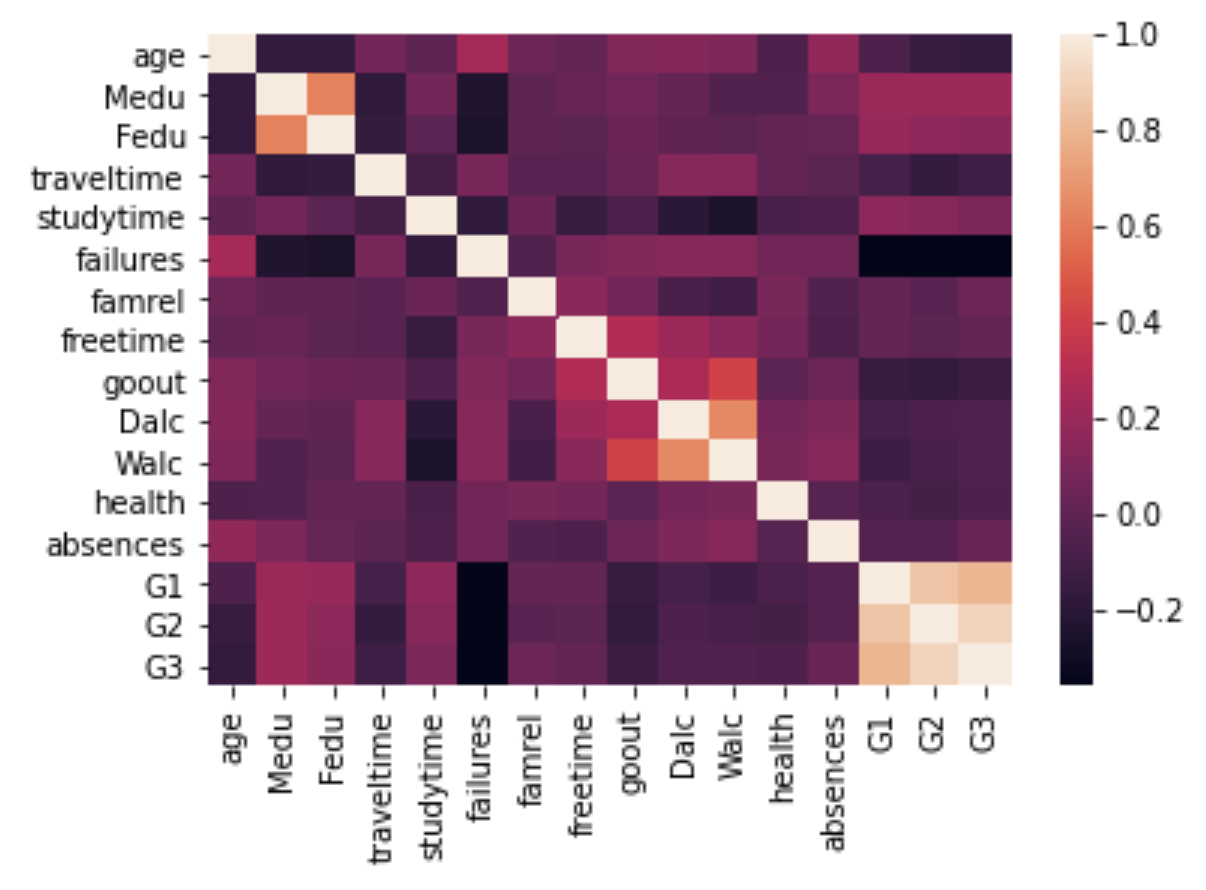 age
Medu
Fedu
traveltime
studytime
failures
famrel
freetime
goout
Dalc
Walc
health
absences
G1
G2
G3
age
Medu
Fedu
traveltime
studytime
failures
famrel
freetime
goout
Dalc
Walc
health
absences
G1
G2
G3
1.0
0.8
0.6
0.4
0.2
0.0
−0.2